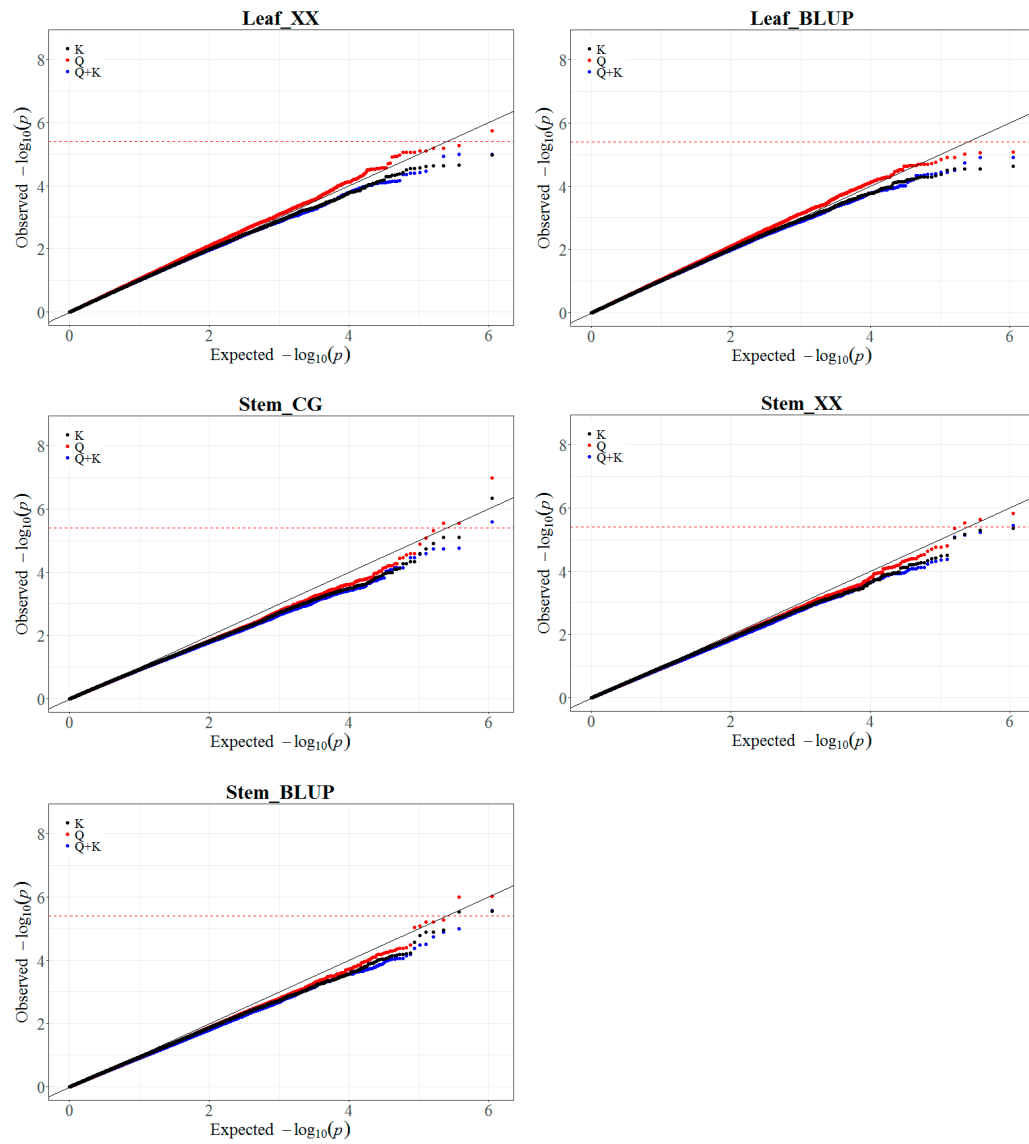 Leaf_XX
K
Q
Q+K
8
6
4
2
0
Observed −log₁₀(p)
0 2 4 6
Expected −log₁₀(p)
Leaf_BLUP
K
Q
Q+K
8
6
4
2
0
Observed −log₁₀(p)
0 2 4 6
Expected −log₁₀(p)
Stem_CG
K
Q
Q+K
8
6
4
2
0
Observed −log₁₀(p)
0 2 4 6
Expected −log₁₀(p)
Stem_XX
K
Q
Q+K
8
6
4
2
0
Observed −log₁₀(p)
0 2 4 6
Expected −log₁₀(p)
Stem_BLUP
K
Q
Q+K
8
6
4
2
0
Observed −log₁₀(p)
0 2 4 6
Expected −log₁₀(p)